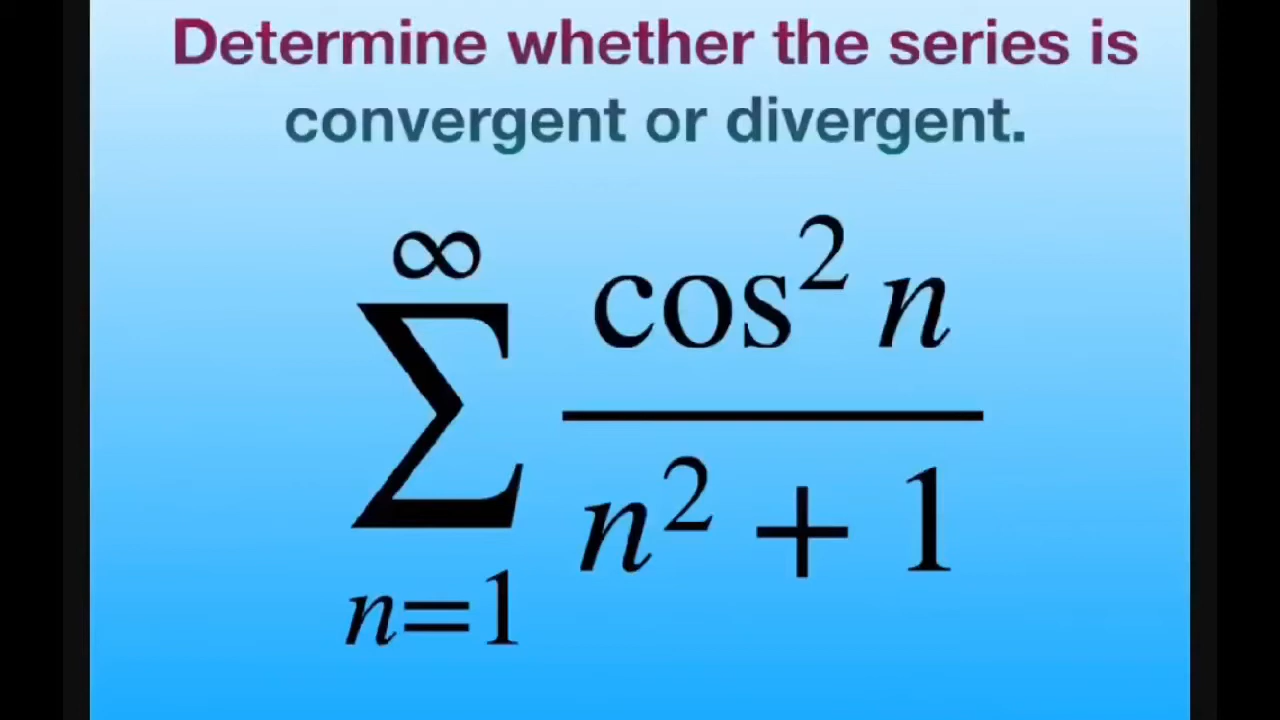 Determine whether the series is
convergent or divergent.
∞
∑ cos² n / n² + 1
n=1